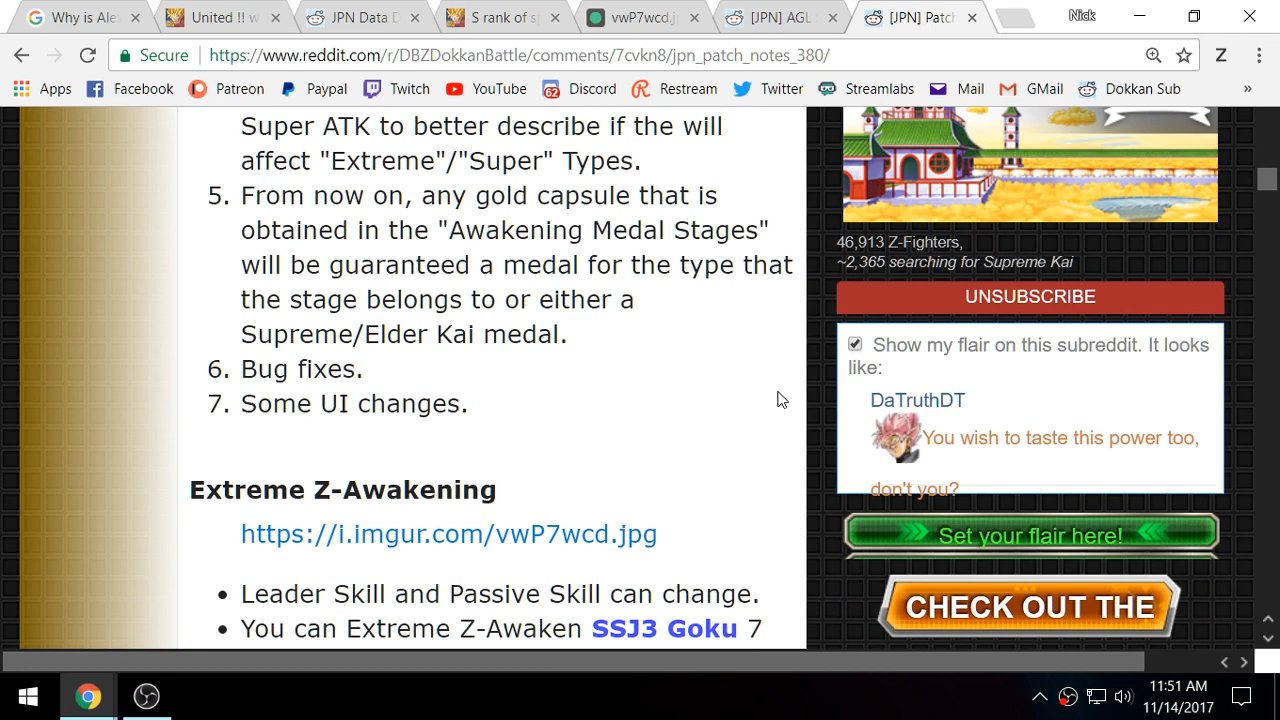 Why is Alex
United !! w
JPN Data D
S rank of sp
vwP7wcd.j
[JPN] AGL S
[JPN] Patch
Nick
Secure
https://www.reddit.com/r/DBZDokkanBattle/comments/7cvkn8/jpn_patch_notes_380/
Z
Apps
Facebook
Patreon
Paypal
Twitch
YouTube
62
Discord
Restream
Twitter
Streamlabs
Mail
GMail
Dokkan Sub
»
Super ATK to better describe if the will
affect "Extreme"/"Super" Types.
5. From now on, any gold capsule that is
obtained in the "Awakening Medal Stages"
will be guaranteed a medal for the type that
the stage belongs to or either a
Supreme/Elder Kai medal.
6. Bug fixes.
7. Some UI changes.
Extreme Z-Awakening
https://i.imgur.com/vwP7wcd.jpg
• Leader Skill and Passive Skill can change.
• You can Extreme Z-Awaken SSJ3 Goku 7
46,913 Z-Fighters,
~2,365 searching for Supreme Kai
UNSUBSCRIBE
Show my flair on this subreddit. It looks
like:
DaTruthDT
You wish to taste this power too,
don't you?
Set your flair here!
CHECK OUT THE
11:51 AM
11/14/2017